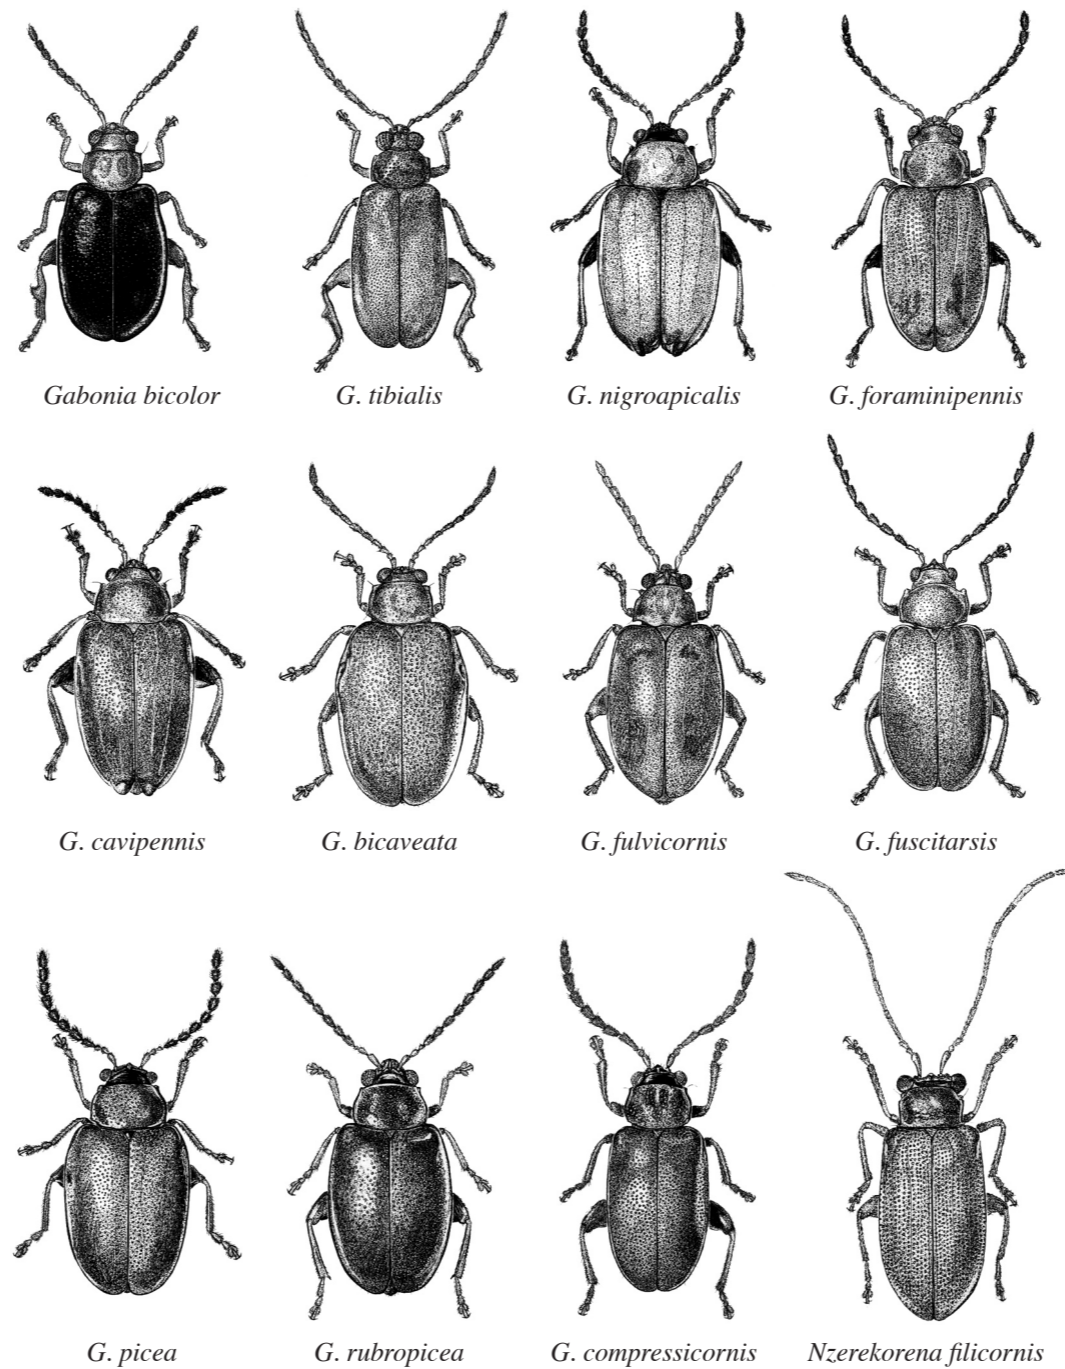 Gabonia bicolor
G. tibialis
G. nigroapicalis
G. foraminipennis
G. cavipennis
G. bicaveata
G. fulvicornis
G. fuscitarsis
G. picea
G. rubropicea
G. compressicornis
Nzerekorena filicornis